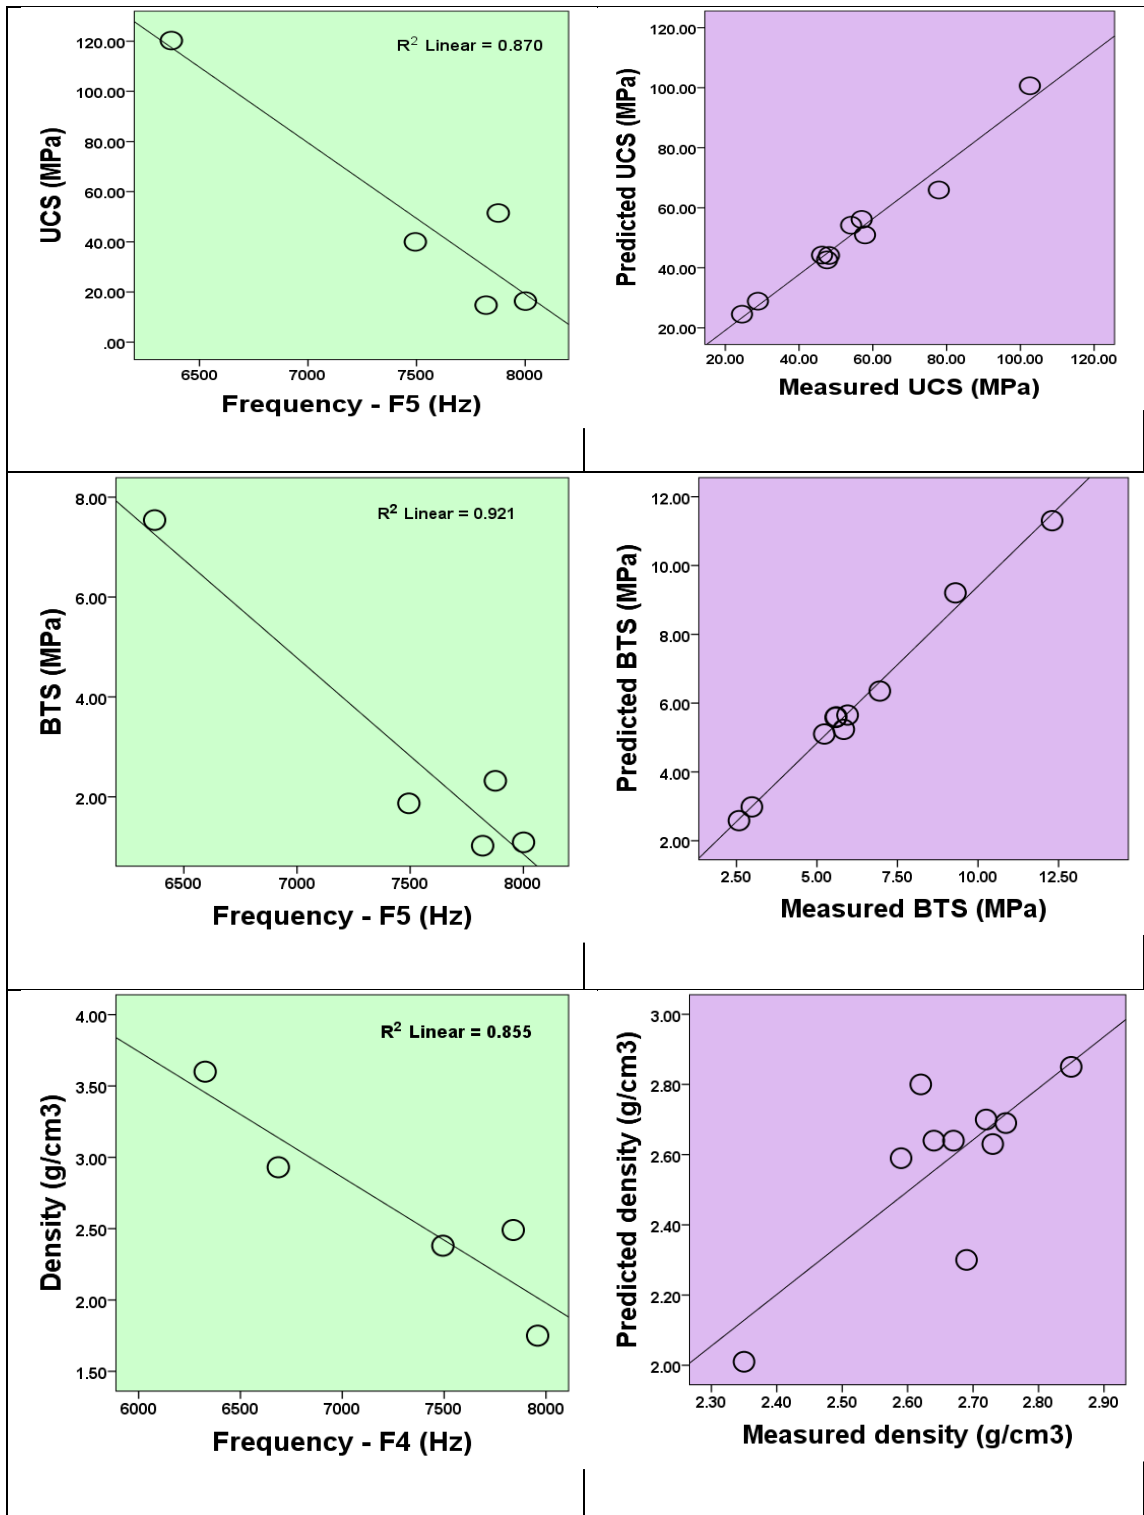 R² Linear = 0.870
UCS (MPa)
120.00
100.00
80.00
60.00
40.00
20.00
.00
6500 7000 7500 8000
Frequency - F5 (Hz)
Predicted UCS (MPa)
120.00
100.00
80.00
60.00
40.00
20.00
20.00 40.00 60.00 80.00 100.00 120.00
Measured UCS (MPa)
R² Linear = 0.921
BTS (MPa)
8.00
6.00
4.00
2.00
6500 7000 7500 8000
Frequency - F5 (Hz)
Predicted BTS (MPa)
12.00
10.00
8.00
6.00
4.00
2.00
2.50 5.00 7.50 10.00 12.50
Measured BTS (MPa)
R² Linear = 0.855
Density (g/cm3)
4.00
3.50
3.00
2.50
2.00
1.50
6000 6500 7000 7500 8000
Frequency - F4 (Hz)
Predicted density (g/cm3)
3.00
2.80
2.60
2.40
2.20
2.00
2.30 2.40 2.50 2.60 2.70 2.80 2.90
Measured density (g/cm3)